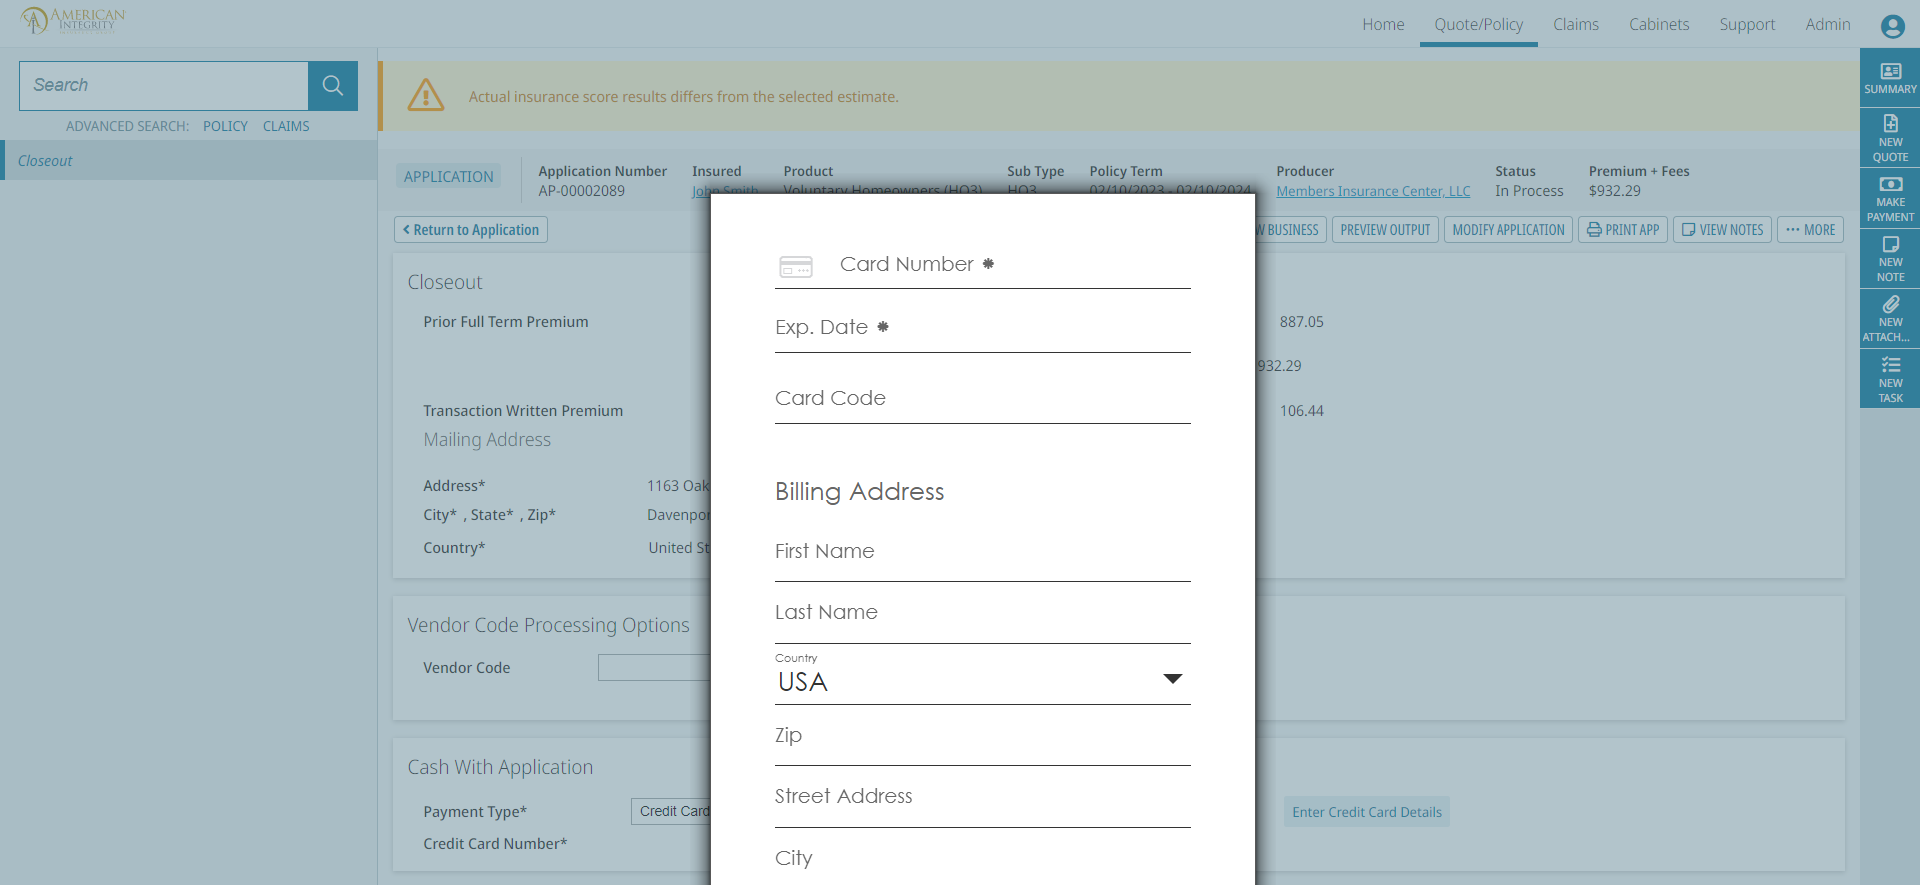 AMERICAN
INTEGRITY
Home Quote/Policy Claims Cabinets Support Admin
Search
ADVANCED SEARCH: POLICY CLAIMS
Closeout
Actual insurance score results differs from the selected estimate.
SUMMARY
NEW
QUOTE
MAKE
PAYMENT
NEW
NOTE
NEW
ATTACH...
NEW
TASK
APPLICATION
Application Number Insured Product Sub Type Policy Term Producer Status Premium + Fees
AP-00002089 John Smith Voluntary Homeowners (HO3) HO3 02/10/2023 - 02/10/2024 Members Insurance Center, LLC In Process $932.29
Return to Application
W BUSINESS PREVIEW OUTPUT MODIFY APPLICATION PRINT APP VIEW NOTES ••• MORE
Closeout
Prior Full Term Premium 887.05
932.29
Transaction Written Premium 106.44
Mailing Address
Address* 1163 Oak
City* , State* , Zip* Davenpor
Country* United St
Vendor Code Processing Options
Vendor Code
Cash With Application
Payment Type* Credit Card Enter Credit Card Details
Credit Card Number*
Card Number *
Exp. Date *
Card Code
Billing Address
First Name
Last Name
Country
USA
Zip
Street Address
City